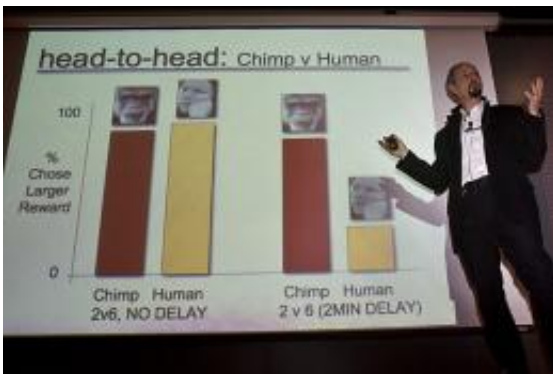 head-to-head: Chimp v Human
100
%
Chose
Larger
Reward
0
Chimp Human
2v6, NO DELAY
Chimp Human
2 v 6 (2MIN DELAY)